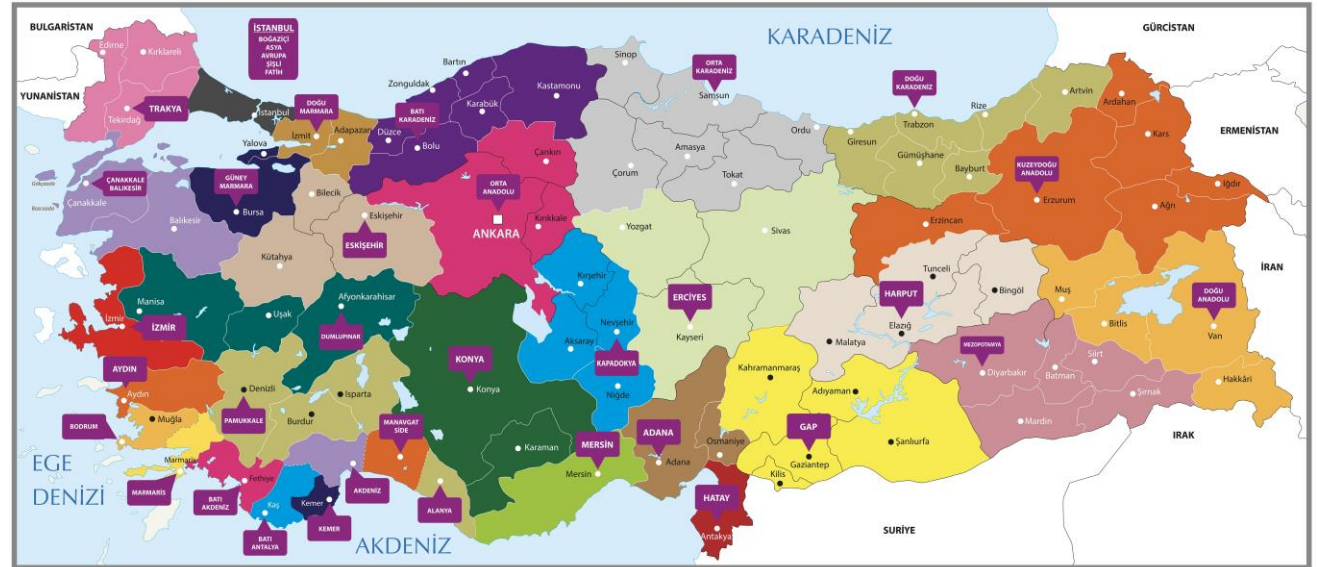 BULGARİSTAN
YUNANİSTAN
GÜRCİSTAN
ERMENİSTAN
İRAN
IRAK
SURİYE
KARADENİZ
EGE
DENİZİ
AKDENİZ
İSTANBUL
BOĞAZİÇİ
ASYA
AVRUPA
ŞİŞLİ
FATİH
Edirne
Kırklareli
Tekirdağ
TRAKYA
İstanbul
DOĞU
MARMARA
İzmit
Adapazarı
Yalova
GÜNEY
MARMARA
Bursa
ÇANAKKALE
BALIKESİR
Gökçeada
Bozcaada
Çanakkale
Balıkesir
Zonguldak
Bartın
Karabük
Kastamonu
BATI
KARADENİZ
Düzce
Bolu
Sinop
ORTA
KARADENİZ
Samsun
Ordu
Amasya
Çorum
Tokat
DOĞU
KARADENİZ
Trabzon
Rize
Artvin
Giresun
Gümüşhane
Bayburt
Ardahan
Kars
KUZEYDOĞU
ANADOLU
Erzurum
Iğdır
Ağrı
Erzincan
Bilecik
Eskişehir
ESKİŞEHİR
Kütahya
ORTA
ANADOLU
ANKARA
Çankırı
Kırıkkale
Yozgat
Sivas
ERCİYES
Kayseri
Kırşehir
Nevşehir
KAPADOKYA
Aksaray
Niğde
Tunceli
Bingöl
HARPUT
Elazığ
Malatya
Muş
Bitlis
DOĞU
ANADOLU
Van
Hakkâri
MEZOPOTAMYA
Diyarbakır
Batman
Siirt
Şırnak
Mardin
Manisa
İzmir
İZMİR
Uşak
Afyonkarahisar
DUMLUPINAR
AYDIN
Aydın
Denizli
PAMUKKALE
Isparta
Burdur
Muğla
BODRUM
Marmaris
MARMARİS
Fethiye
BATI
AKDENİZ
Kaş
BATI
ANTALYA
Kemer
KEMER
AKDENİZ
MANAVGAT
SİDE
ALANYA
KONYA
Konya
Karaman
MERSİN
Mersin
ADANA
Adana
Osmaniye
HATAY
Antakya
Kahramanmaraş
Adıyaman
GAP
Gaziantep
Şanlıurfa
Kilis